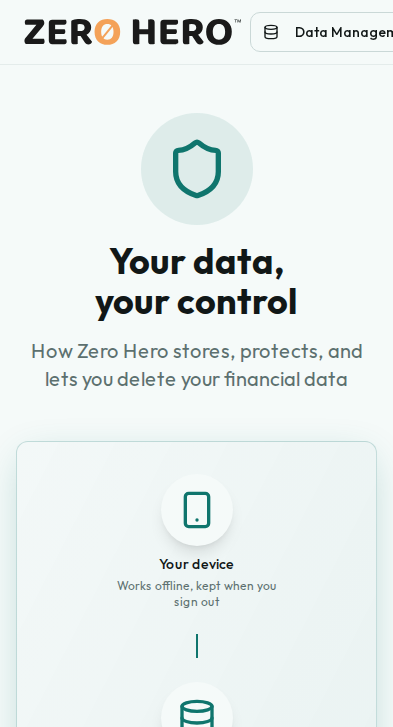 ZERO HERO™
Data Managem
Your data,
your control
How Zero Hero stores, protects, and
lets you delete your financial data
Your device
Works offline, kept when you
sign out